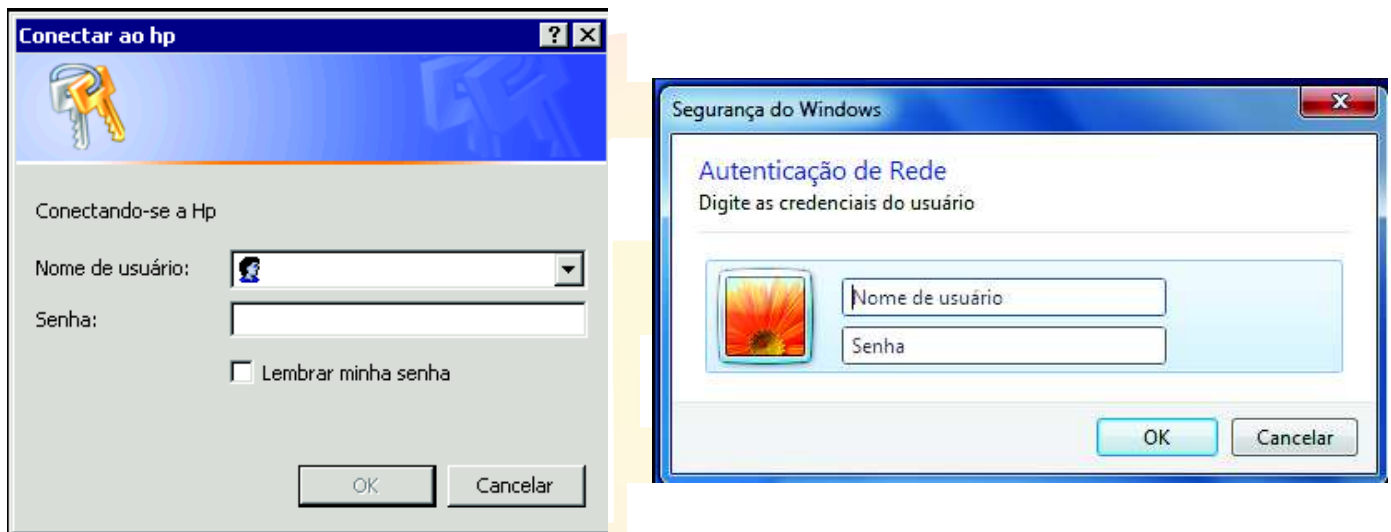 Conectar ao hp
Conectando-se a Hp
Nome de usuário:
Senha:
Lembrar minha senha
OK
Cancelar
Segurança do Windows
Autenticação de Rede
Digite as credenciais do usuário
Nome de usuário
Senha
OK
Cancelar